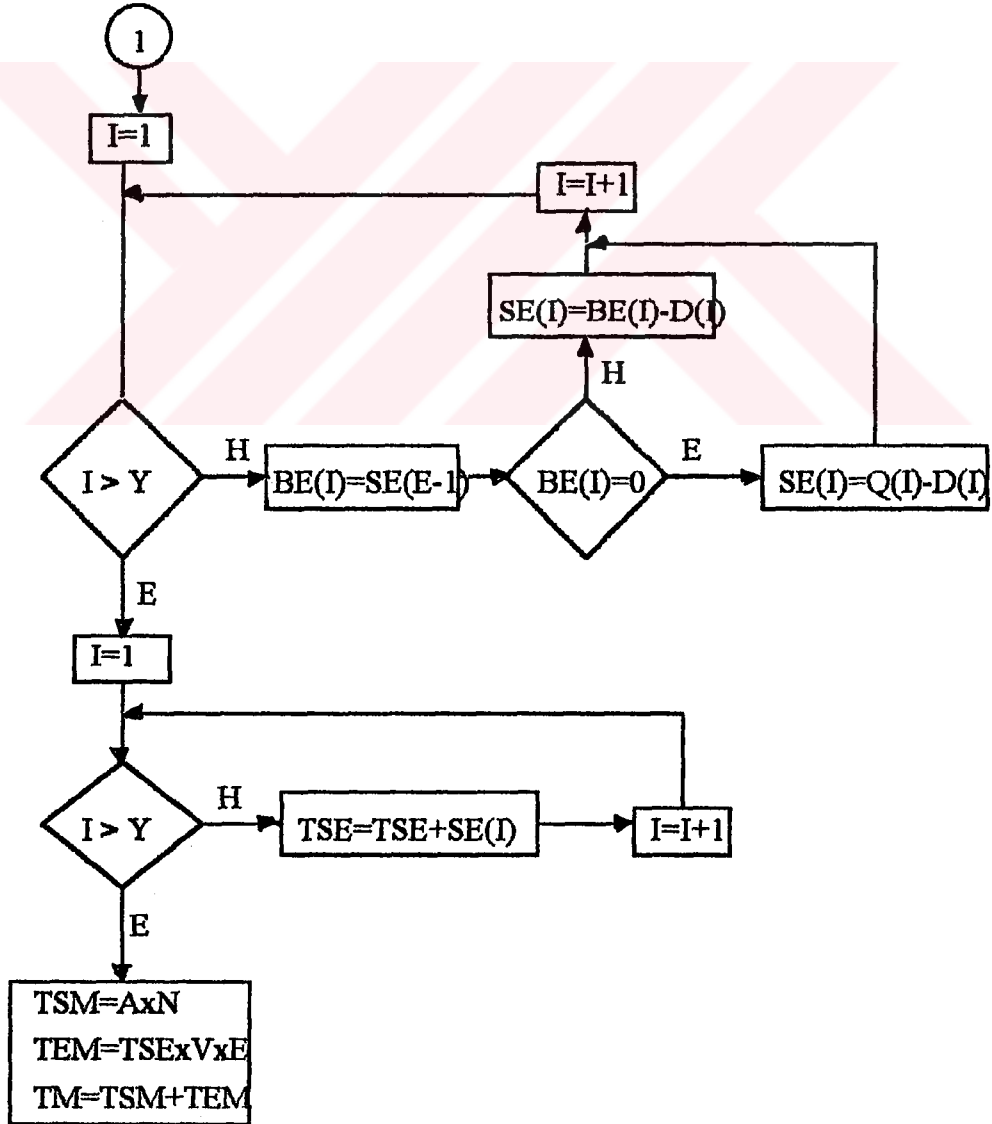 1
I=1
I=I+1
SE(I)=BE(I)-D(I)
H
I > Y
H
BE(I)=SE(E-1)
BE(I)=0
E
SE(I)=Q(I)-D(I)
E
I=1
I > Y
H
TSE=TSE+SE(I)
I=I+1
E
TSM=AxN
TEM=TSExVxE
TM=TSM+TEM